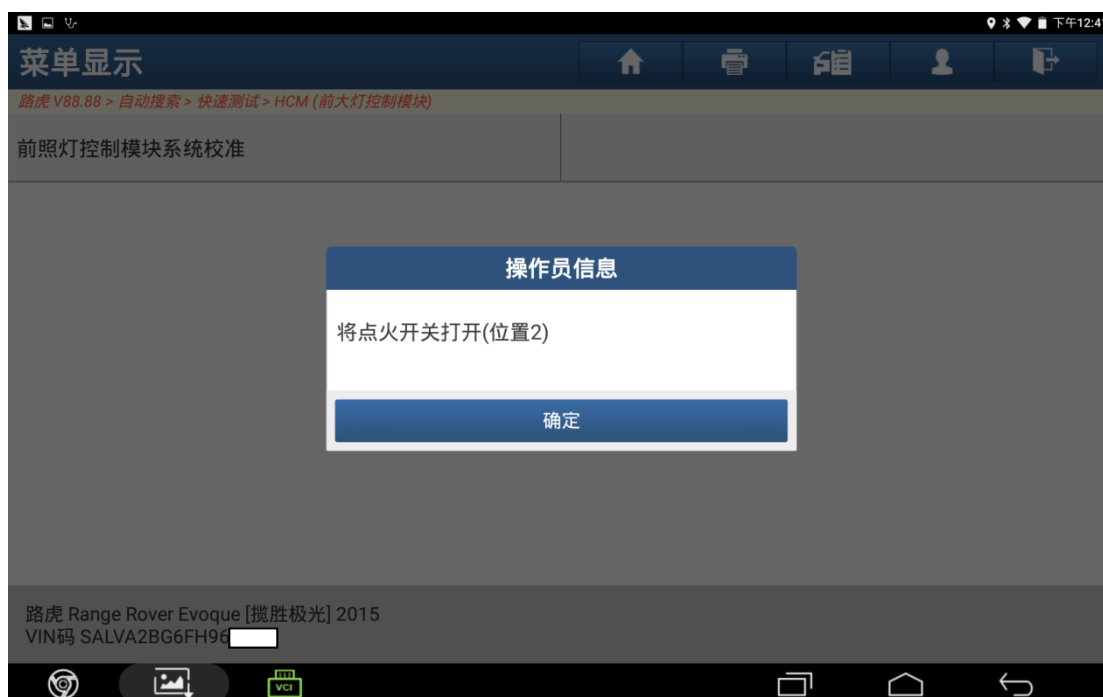 下午12:41
菜单显示
路虎 V88.88 > 自动搜索 > 快速测试 > HCM (前大灯控制模块)
前照灯控制模块系统校准
操作员信息
将点火开关打开(位置2)
确定
路虎 Range Rover Evoque [揽胜极光] 2015
VIN码 SALVA2BG6FH96
VCI